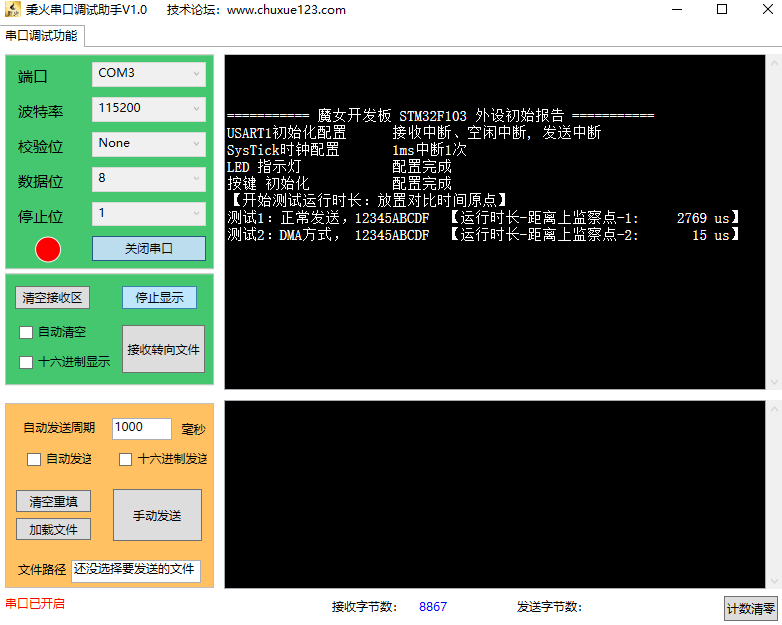 秉火串口调试助手V1.0 技术论坛：www.chuxue123.com
串口调试功能
端口 COM3
波特率 115200
校验位 None
数据位 8
停止位 1
关闭串口
清空接收区 停止显示
自动清空
十六进制显示
接收转向文件
=========== 魔女开发板 STM32F103 外设初始报告 ===========
USART1初始化配置 接收中断、空闲中断, 发送中断
SysTick时钟配置 1ms中断1次
LED 指示灯 配置完成
按键 初始化 配置完成
【开始测试运行时长：放置对比时间原点】
测试1：正常发送，12345ABCDF 【运行时长-距离上监察点-1: 2769 us】
测试2：DMA方式， 12345ABCDF 【运行时长-距离上监察点-2: 15 us】
自动发送周期 1000 毫秒
自动发送 十六进制发送
清空重填
加载文件
手动发送
文件路径 还没选择要发送的文件
串口已开启 接收字节数： 8867 发送字节数： 计数清零